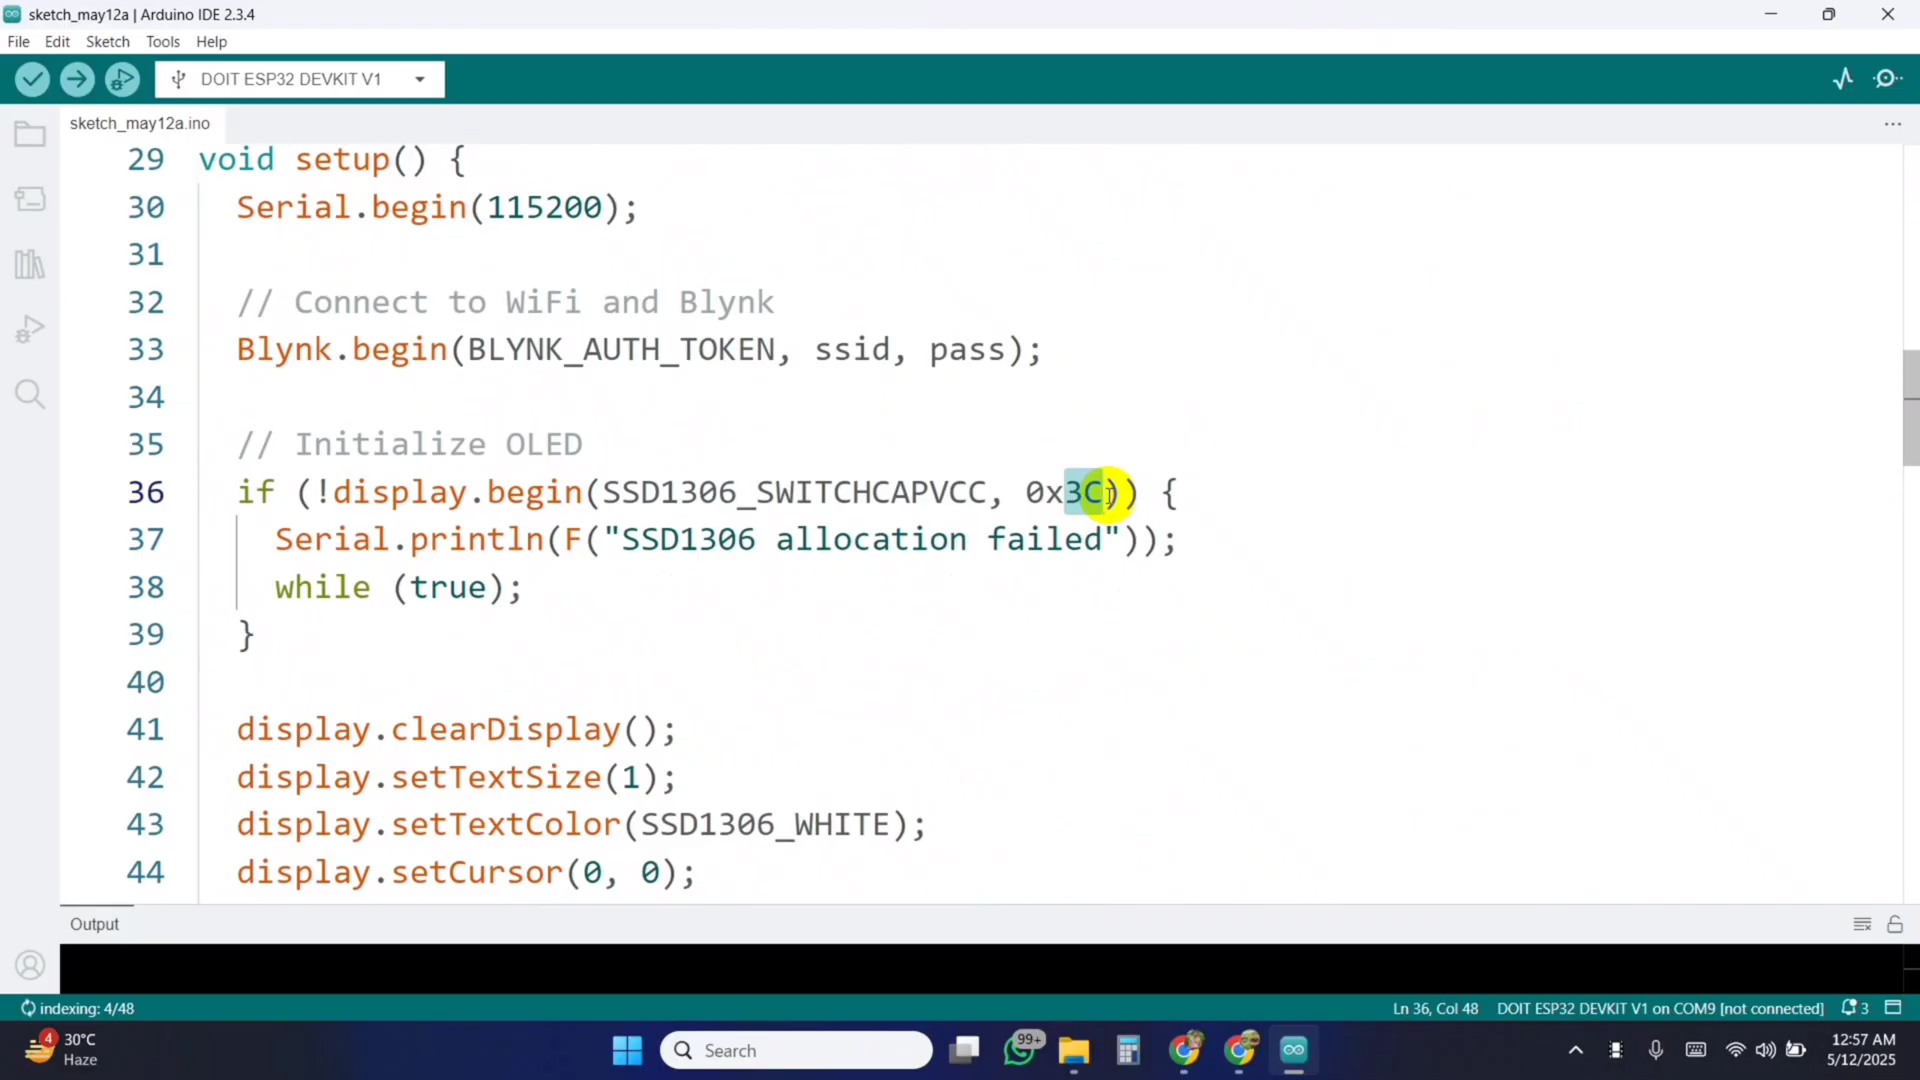 sketch_may12a | Arduino IDE 2.3.4
File Edit Sketch Tools Help
DOIT ESP32 DEVKIT V1
sketch_may12a.ino
29 void setup() {
30 Serial.begin(115200);
31
32 // Connect to WiFi and Blynk
33 Blynk.begin(BLYNK_AUTH_TOKEN, ssid, pass);
34
35 // Initialize OLED
36 if (!display.begin(SSD1306_SWITCHCAPVCC, 0x3C)) {
37 Serial.println(F("SSD1306 allocation failed"));
38 while (true);
39 }
40
41 display.clearDisplay();
42 display.setTextSize(1);
43 display.setTextColor(SSD1306_WHITE);
44 display.setCursor(0, 0);
Output
indexing: 4/48 Ln 36, Col 48 DOIT ESP32 DEVKIT V1 on COM9 [not connected] 3
4 30°C
Haze
Search
99+
12:57 AM
5/12/2025